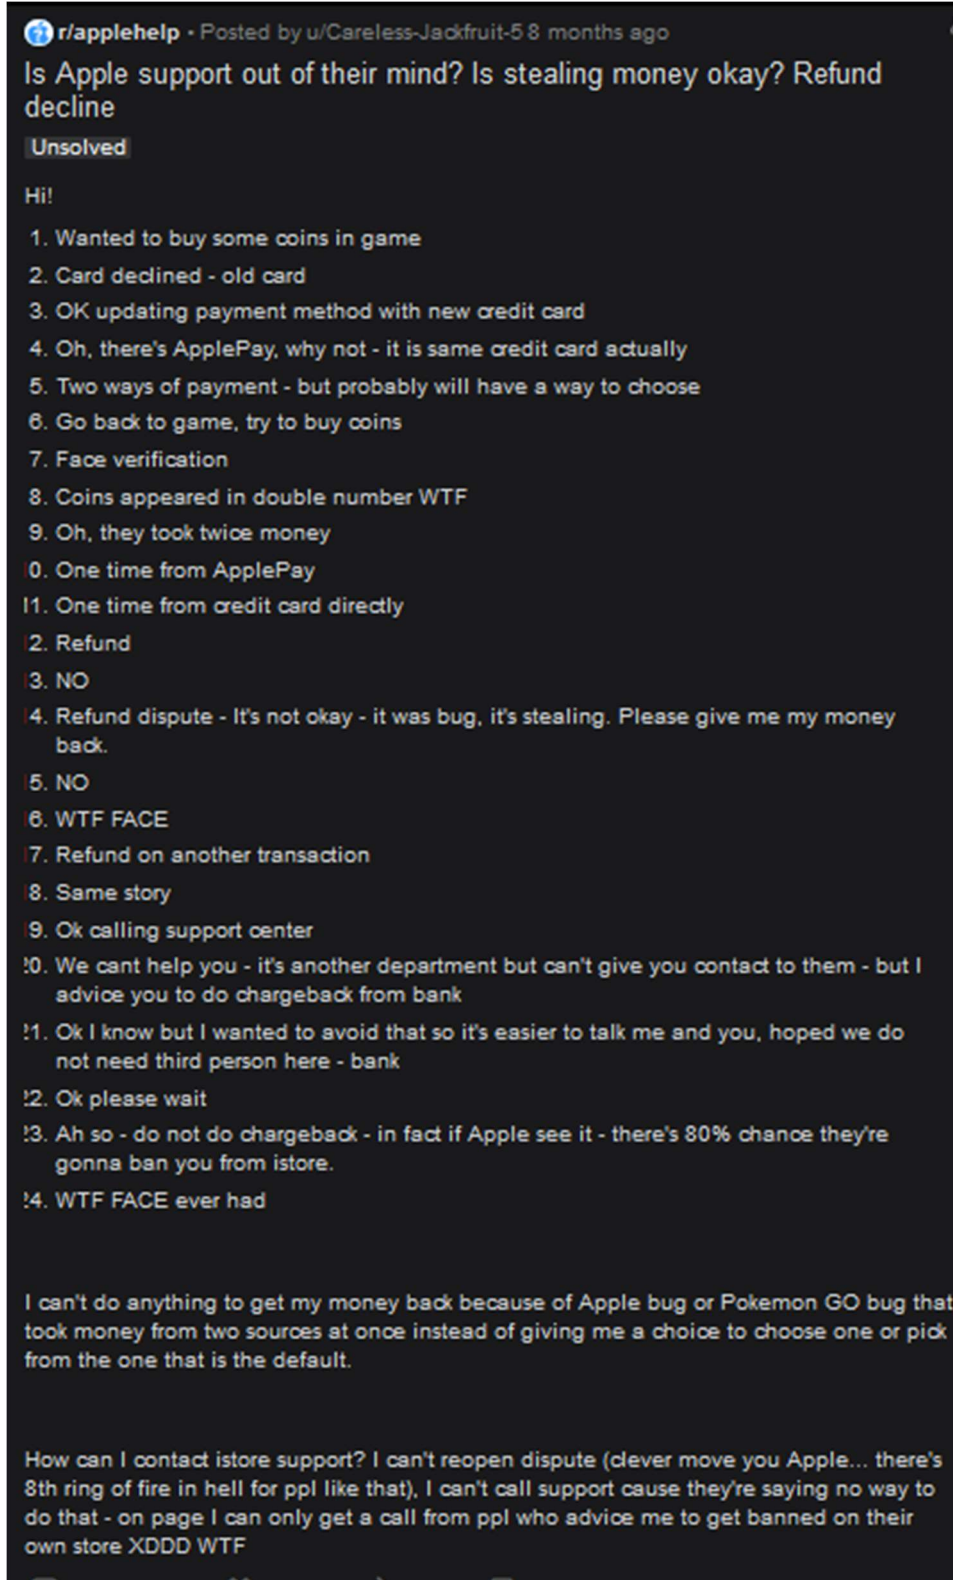 r/applehelp • Posted by u/Careless-Jackfruit-5 8 months ago
Is Apple support out of their mind? Is stealing money okay? Refund
decline
Unsolved
Hi!
1. Wanted to buy some coins in game
2. Card declined - old card
3. OK updating payment method with new credit card
4. Oh, there's ApplePay, why not - it is same credit card actually
5. Two ways of payment - but probably will have a way to choose
6. Go back to game, try to buy coins
7. Face verification
8. Coins appeared in double number WTF
9. Oh, they took twice money
10. One time from ApplePay
11. One time from credit card directly
12. Refund
13. NO
14. Refund dispute - It's not okay - it was bug, it's stealing. Please give me my money
back.
15. NO
16. WTF FACE
17. Refund on another transaction
18. Same story
19. Ok calling support center
20. We cant help you - it's another department but can't give you contact to them - but I
advice you to do chargeback from bank
21. Ok I know but I wanted to avoid that so it's easier to talk me and you, hoped we do
not need third person here - bank
22. Ok please wait
23. Ah so - do not do chargeback - in fact if Apple see it - there's 80% chance they're
gonna ban you from istore.
24. WTF FACE ever had
I can't do anything to get my money back because of Apple bug or Pokemon GO bug that
took money from two sources at once instead of giving me a choice to choose one or pick
from the one that is the default.
How can I contact istore support? I can't reopen dispute (clever move you Apple... there's
8th ring of fire in hell for ppl like that), I can't call support cause they're saying no way to
do that - on page I can only get a call from ppl who advice me to get banned on their
own store XDDD WTF